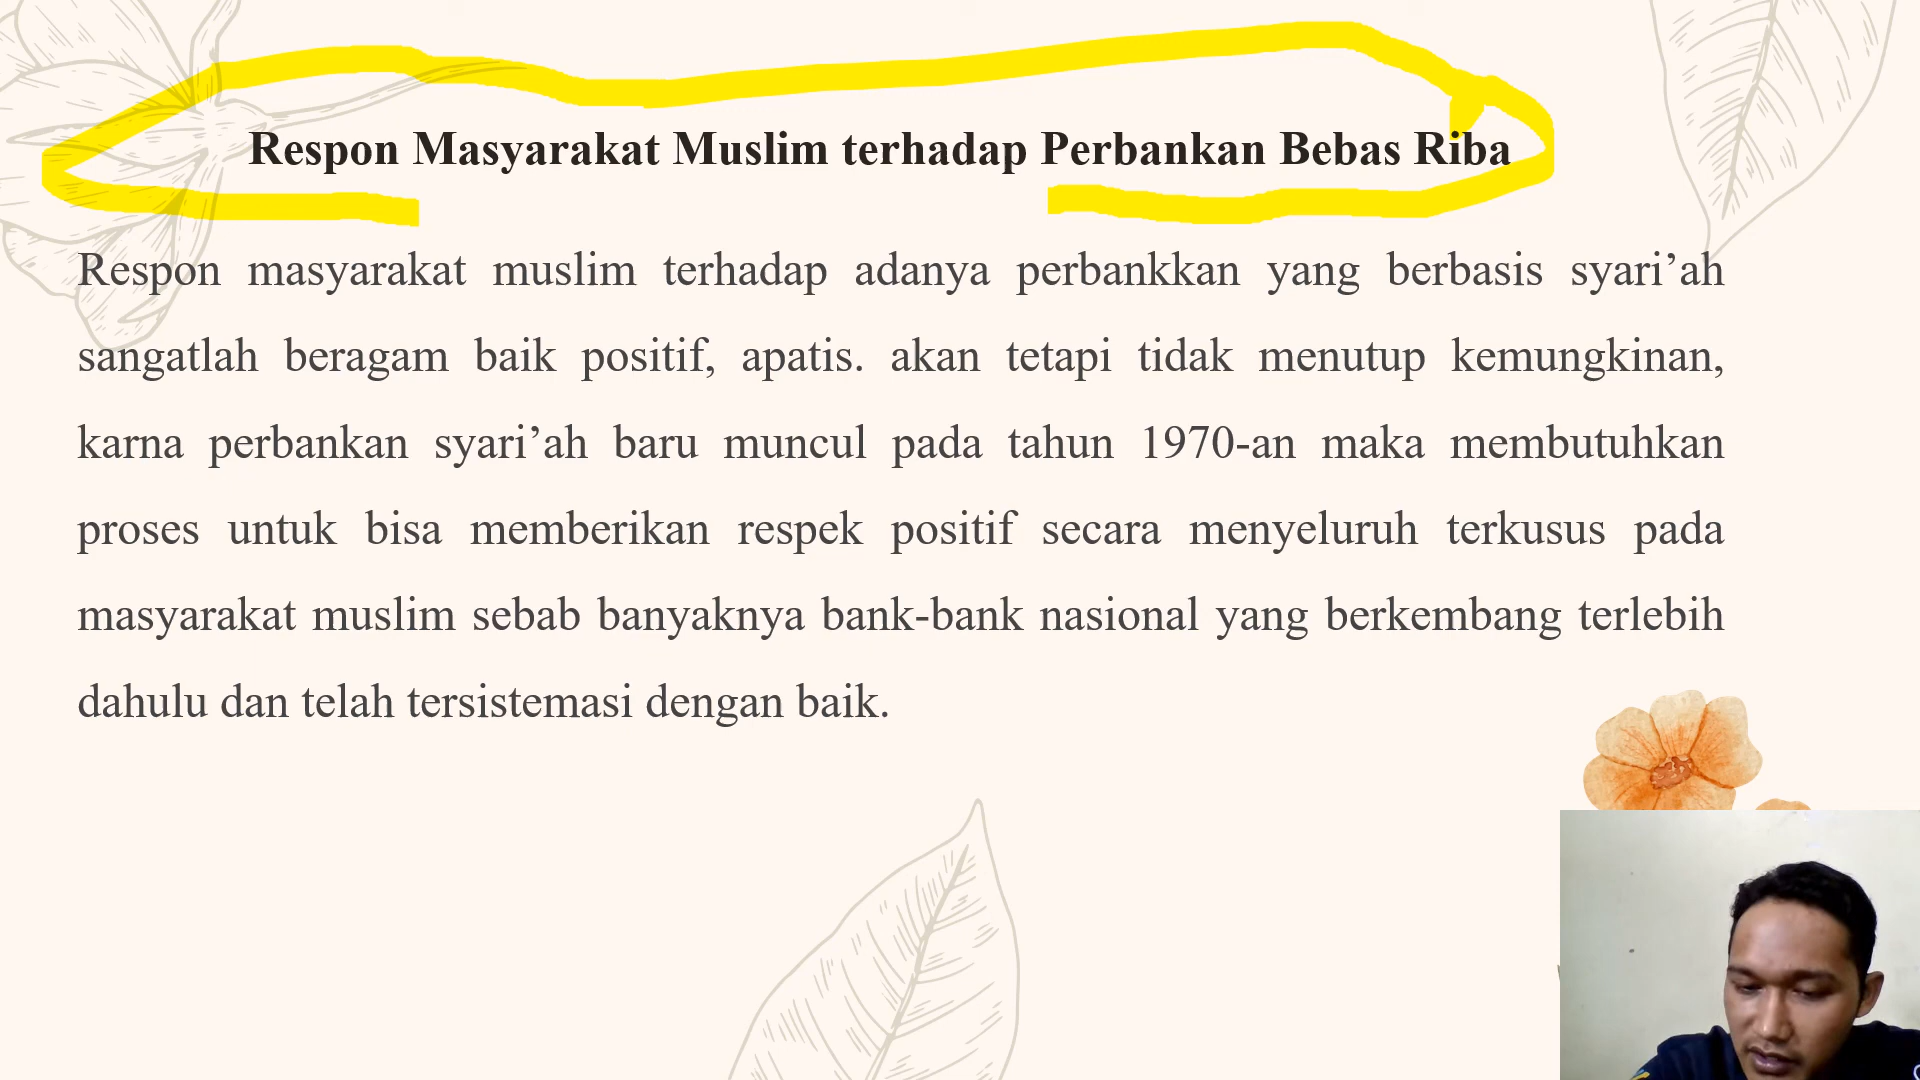 Respon Masyarakat Muslim terhadap Perbankan Bebas Riba
Respon masyarakat muslim terhadap adanya perbankkan yang berbasis syari’ah
sangatlah beragam baik positif, apatis. akan tetapi tidak menutup kemungkinan,
karna perbankan syari’ah baru muncul pada tahun 1970-an maka membutuhkan
proses untuk bisa memberikan respek positif secara menyeluruh terkusus pada
masyarakat muslim sebab banyaknya bank-bank nasional yang berkembang terlebih
dahulu dan telah tersistemasi dengan baik.